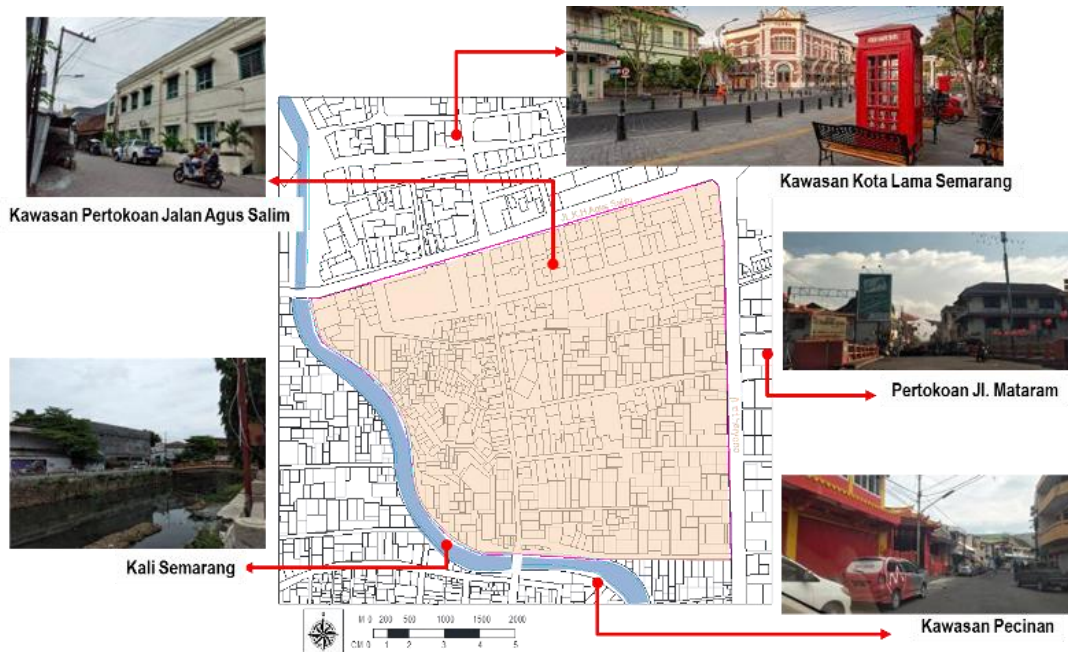 Kawasan Pertokoan Jalan Agus Salim
Kawasan Kota Lama Semarang
Pertokoan Jl. Mataram
Kali Semarang
Kawasan Pecinan
M 0 200 500 1000 1500 2000
CM 0 1 2 3 4 5